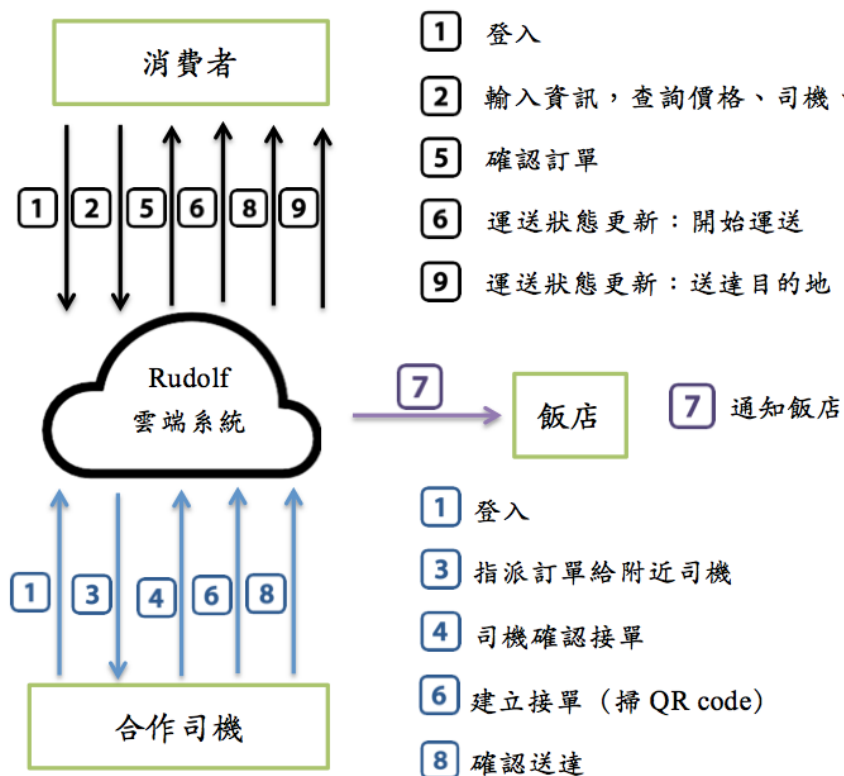 消費者
1 登入
2 輸入資訊，查詢價格、司機、
5 確認訂單
6 運送狀態更新：開始運送
9 運送狀態更新：送達目的地
1 2 5 6 8 9
Rudolf
雲端系統
7
飯店
7 通知飯店
1 3 4 6 8
合作司機
1 登入
3 指派訂單給附近司機
4 司機確認接單
6 建立接單（掃 QR code）
8 確認送達